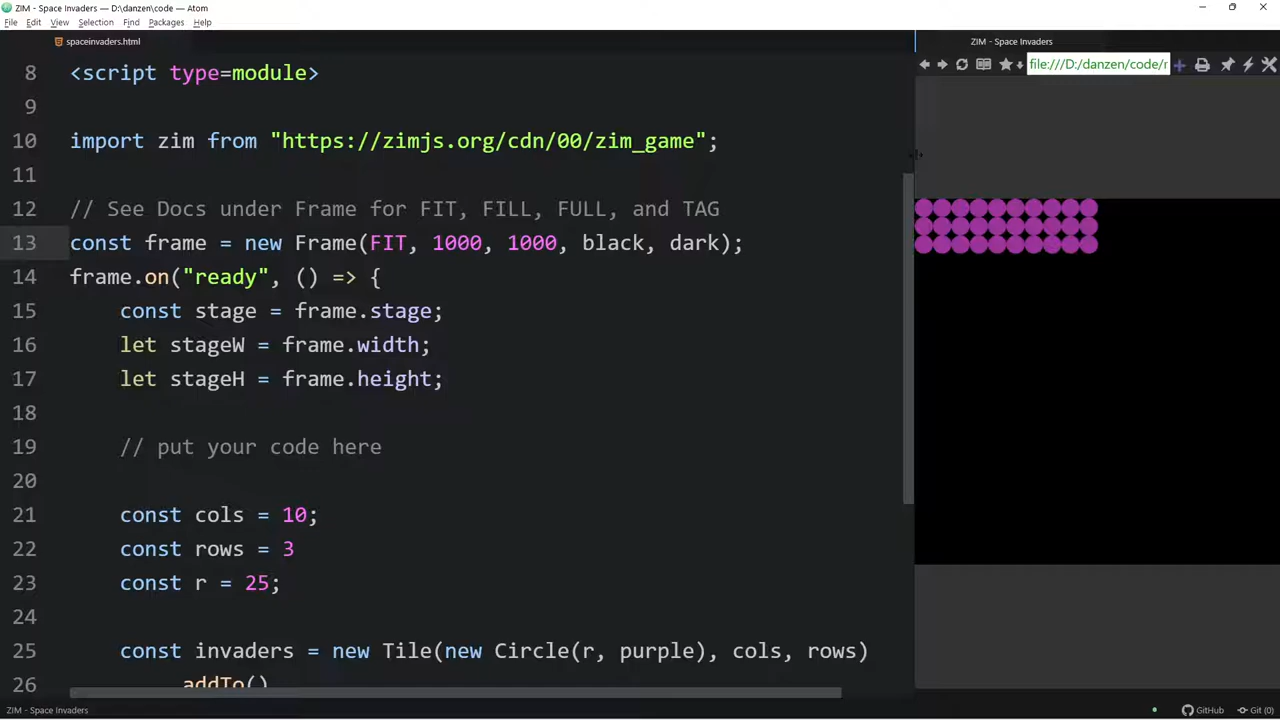 ZIM - Space Invaders — D:\danzen\code — Atom
File Edit View Selection Find Packages Help
spaceinvaders.html
ZIM - Space Invaders
file:///D:/danzen/code/r
8 <script type=module>
9
10 import zim from "https://zimjs.org/cdn/00/zim_game";
11
12 // See Docs under Frame for FIT, FILL, FULL, and TAG
13 const frame = new Frame(FIT, 1000, 1000, black, dark);
14 frame.on("ready", () => {
15 const stage = frame.stage;
16 let stageW = frame.width;
17 let stageH = frame.height;
18
19 // put your code here
20
21 const cols = 10;
22 const rows = 3
23 const r = 25;
24
25 const invaders = new Tile(new Circle(r, purple), cols, rows)
26 .addTo()
ZIM - Space Invaders
GitHub Git (0)